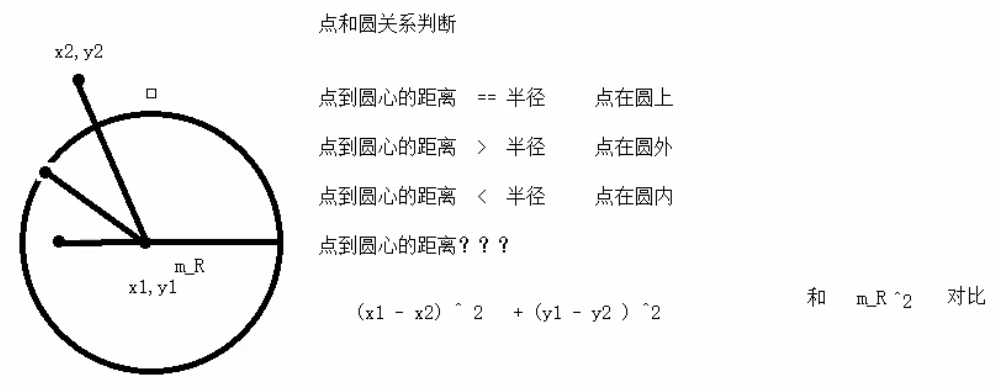 点和圆关系判断
x2,y2
点到圆心的距离 == 半径 点在圆上
点到圆心的距离 > 半径 点在圆外
点到圆心的距离 < 半径 点在圆内
点到圆心的距离？？？
m_R
x1,y1
(x1 - x2) ^ 2 + (y1 - y2 ) ^2 和 m_R ^2 对比